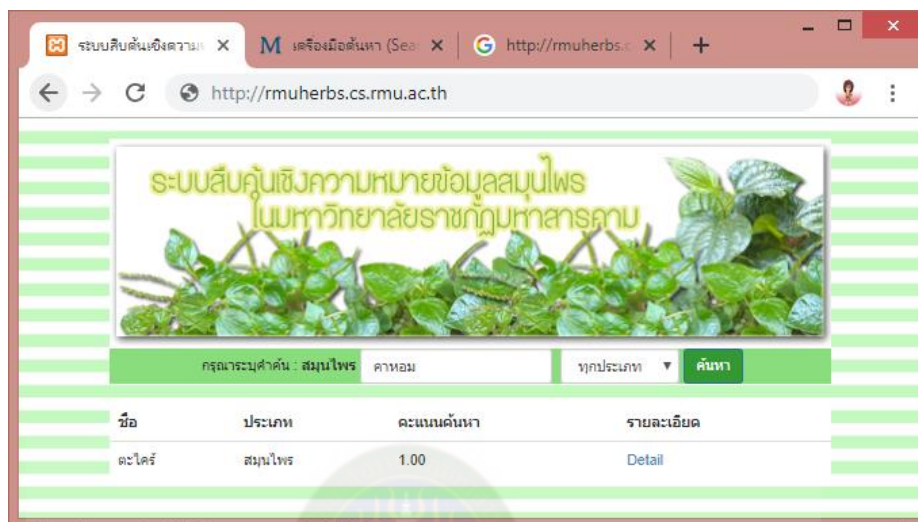 ระบบสืบค้นเชิงความห
เครื่องมือค้นหา (Sea
http://rmuherbs.c
http://rmuherbs.cs.rmu.ac.th
ระบบสืบค้นเชิงความหมายข้อมูลสมุนไพร
ในมหาวิทยาลัยราชภัฏมหาสารคาม
กรุณาระบุคำค้น : สมุนไพร คาหอม ทุกประเภท ค้นหา
ชื่อ ประเภท คะแนนค้นหา รายละเอียด
ตะไคร์ สมุนไพร 1.00 Detail